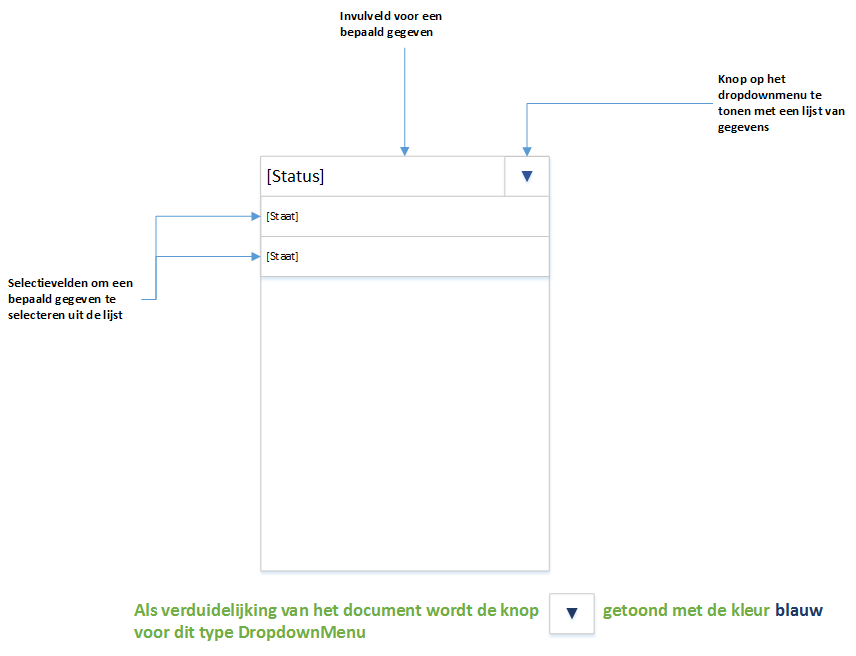 Invulveld voor een
bepaald gegeven
Knop op het
dropdownmenu te
tonen met een lijst van
gegevens
[Status]
[Staat]
[Staat]
Selectievelden om een
bepaald gegeven te
selecteren uit de lijst
Als verduidelijking van het document wordt de knop getoond met de kleur blauw
voor dit type DropdownMenu